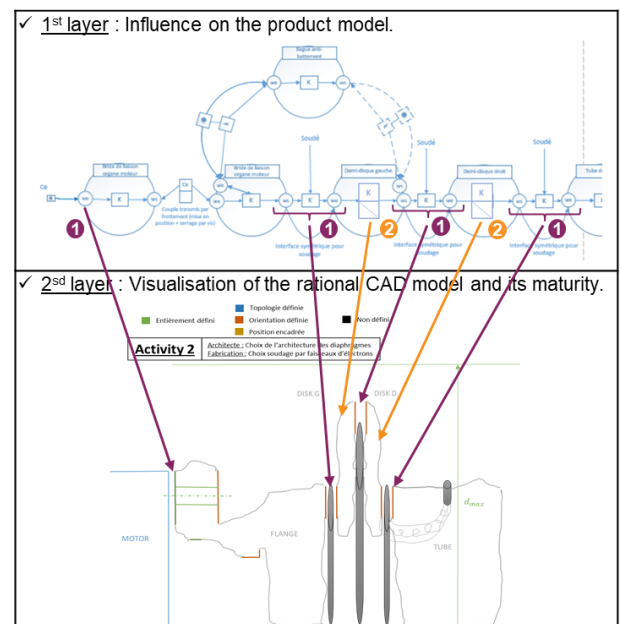 ✓ 1st layer : Influence on the product model.
Bague anti-
battement
K
Soudé
Soudé
Soudé
Bride de liaison
organe moteur
Bride de liaison
organe moteur
Demi-disque gauche
Demi-disque droit
Tube d
Ce
K
Ce
K
K
K
K
K
K
Couple transmis par
frottement (mise en
position + serrage par vis)
1
1
2
1
2
1
Interface symétrique pour
soudage
Interface symétrique pour
soudage
Interface symétrique pour
soudage
✓ 2sd layer : Visualisation of the rational CAD model and its maturity.
Topologie définie
Entièrement défini
Orientation définie
Non défini
Position encadrée
Activity 2
Architecte : Choix de l'architecture des diaphragmes
Fabrication : Choix soudage par faisceaux d'électrons
DISK G
DISK D
dmax
MOTOR
FLANGE
TUBE